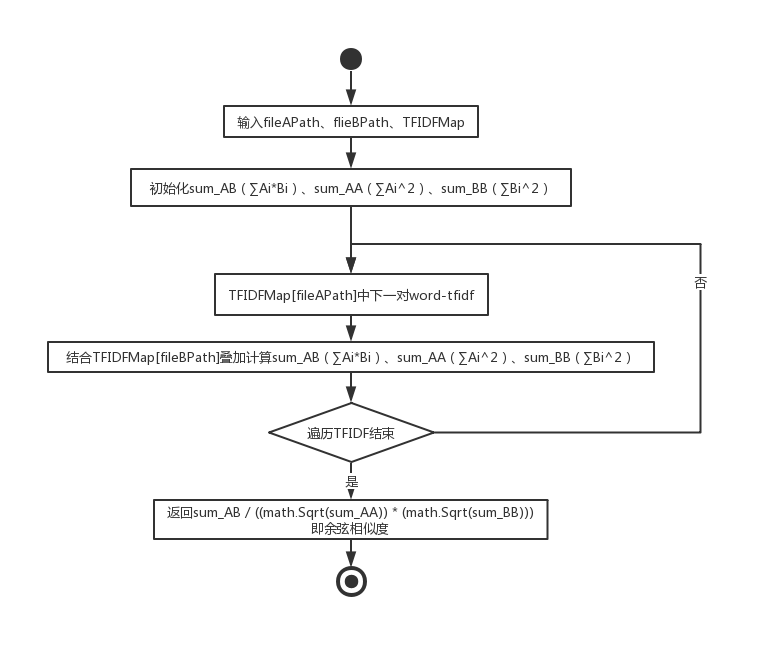 输入fileAPath、flieBPath、TFIDFMap
初始化sum_AB（∑Ai*Bi）、sum_AA（∑Ai^2）、sum_BB（∑Bi^2）
否
TFIDFMap[fileAPath]中下一对word-tfidf
结合TFIDFMap[fileBPath]叠加计算sum_AB（∑Ai*Bi）、sum_AA（∑Ai^2）、sum_BB（∑Bi^2）
遍历TFIDF结束
是
返回sum_AB / ((math.Sqrt(sum_AA)) * (math.Sqrt(sum_BB)))
即余弦相似度